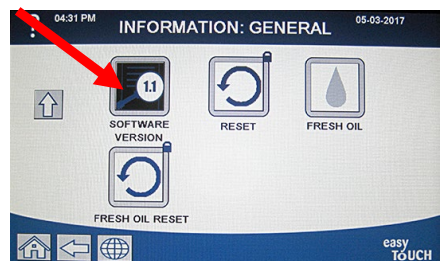 ?
04:31 PM
INFORMATION: GENERAL
05-03-2017
1.1
SOFTWARE
VERSION
RESET
FRESH OIL
FRESH OIL RESET
easy
TOUCH